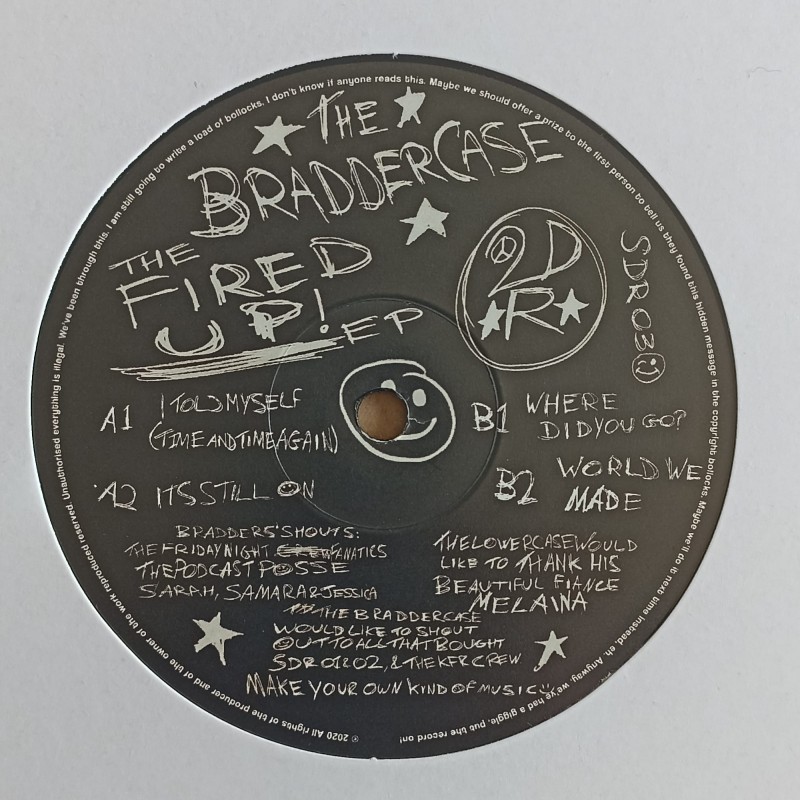 THE
BRADDERCASE
THE
FIRED
UP! EP
2DR
SDR03
A1 I TOLD MYSELF
(TIME AND TIME AGAIN)
A2 ITS STILL ON
B1 WHERE
DID YOU GO?
B2 WORLD WE
MADE
BRADDERS' SHOUTS:
THE FRIDAY NIGHT CREW FANATICS
THE PODCAST POSSE
SARAH, SAMARA & JESSICA
THE LOWERCASE WOULD
LIKE TO THANK HIS
BEAUTIFUL FIANCE
MELAINA
THE BRADDERCASE
WOULD LIKE TO SHOUT
OUT TO ALL THAT BOUGHT
SDR01 & 02, & THE KFR CREW
MAKE YOUR OWN KIND OF MUSIC
℗ 2020 All rights of the producer and of the owner of the work reproduced reserved. Unauthorised everything is illegal. We've been through this. I am still going to write a load of bollocks. I don't know if anyone reads this. Maybe we should offer a prize to the first person to tell us they found this hidden message in the copyright bollocks. Maybe we'll do it next time instead, eh. Anyway, we've had a giggle, put the record on!